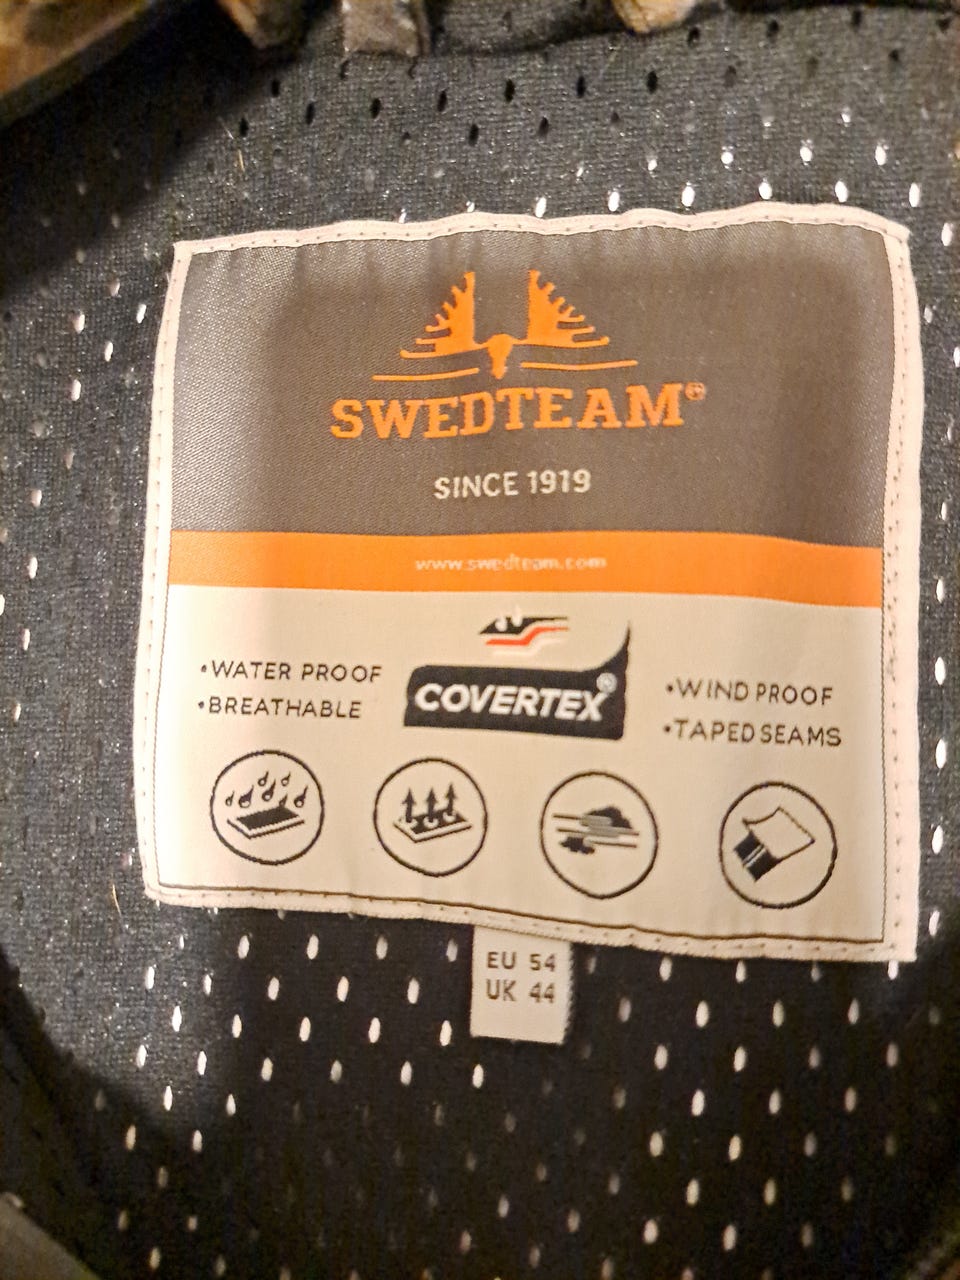 SWEDTEAM®
SINCE 1919
www.swedteam.com
•WATER PROOF
•BREATHABLE
COVERTEX®
•WIND PROOF
•TAPED SEAMS
EU 54
UK 44